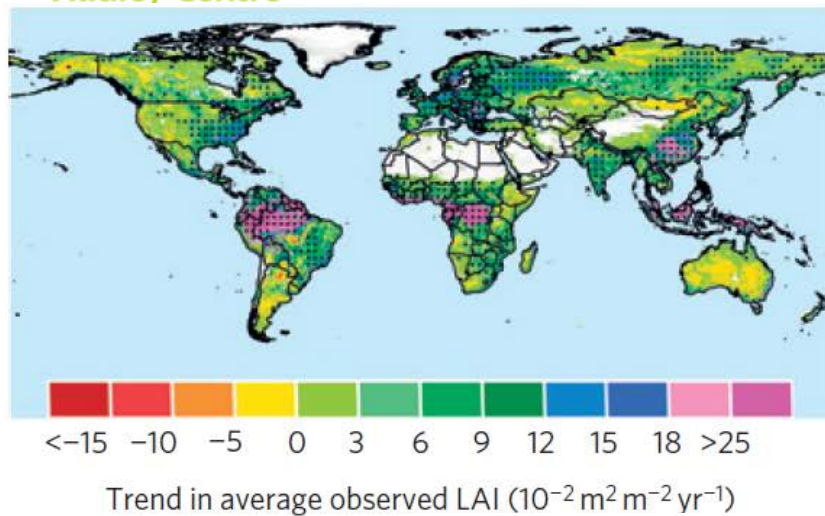 <-15 -10 -5 0 3 6 9 12 15 18 >25
Trend in average observed LAI (10⁻² m² m⁻² yr⁻¹)